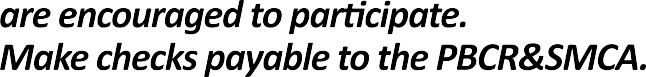 are encouraged to participate.
Make checks payable to the PBCR&SMCA.